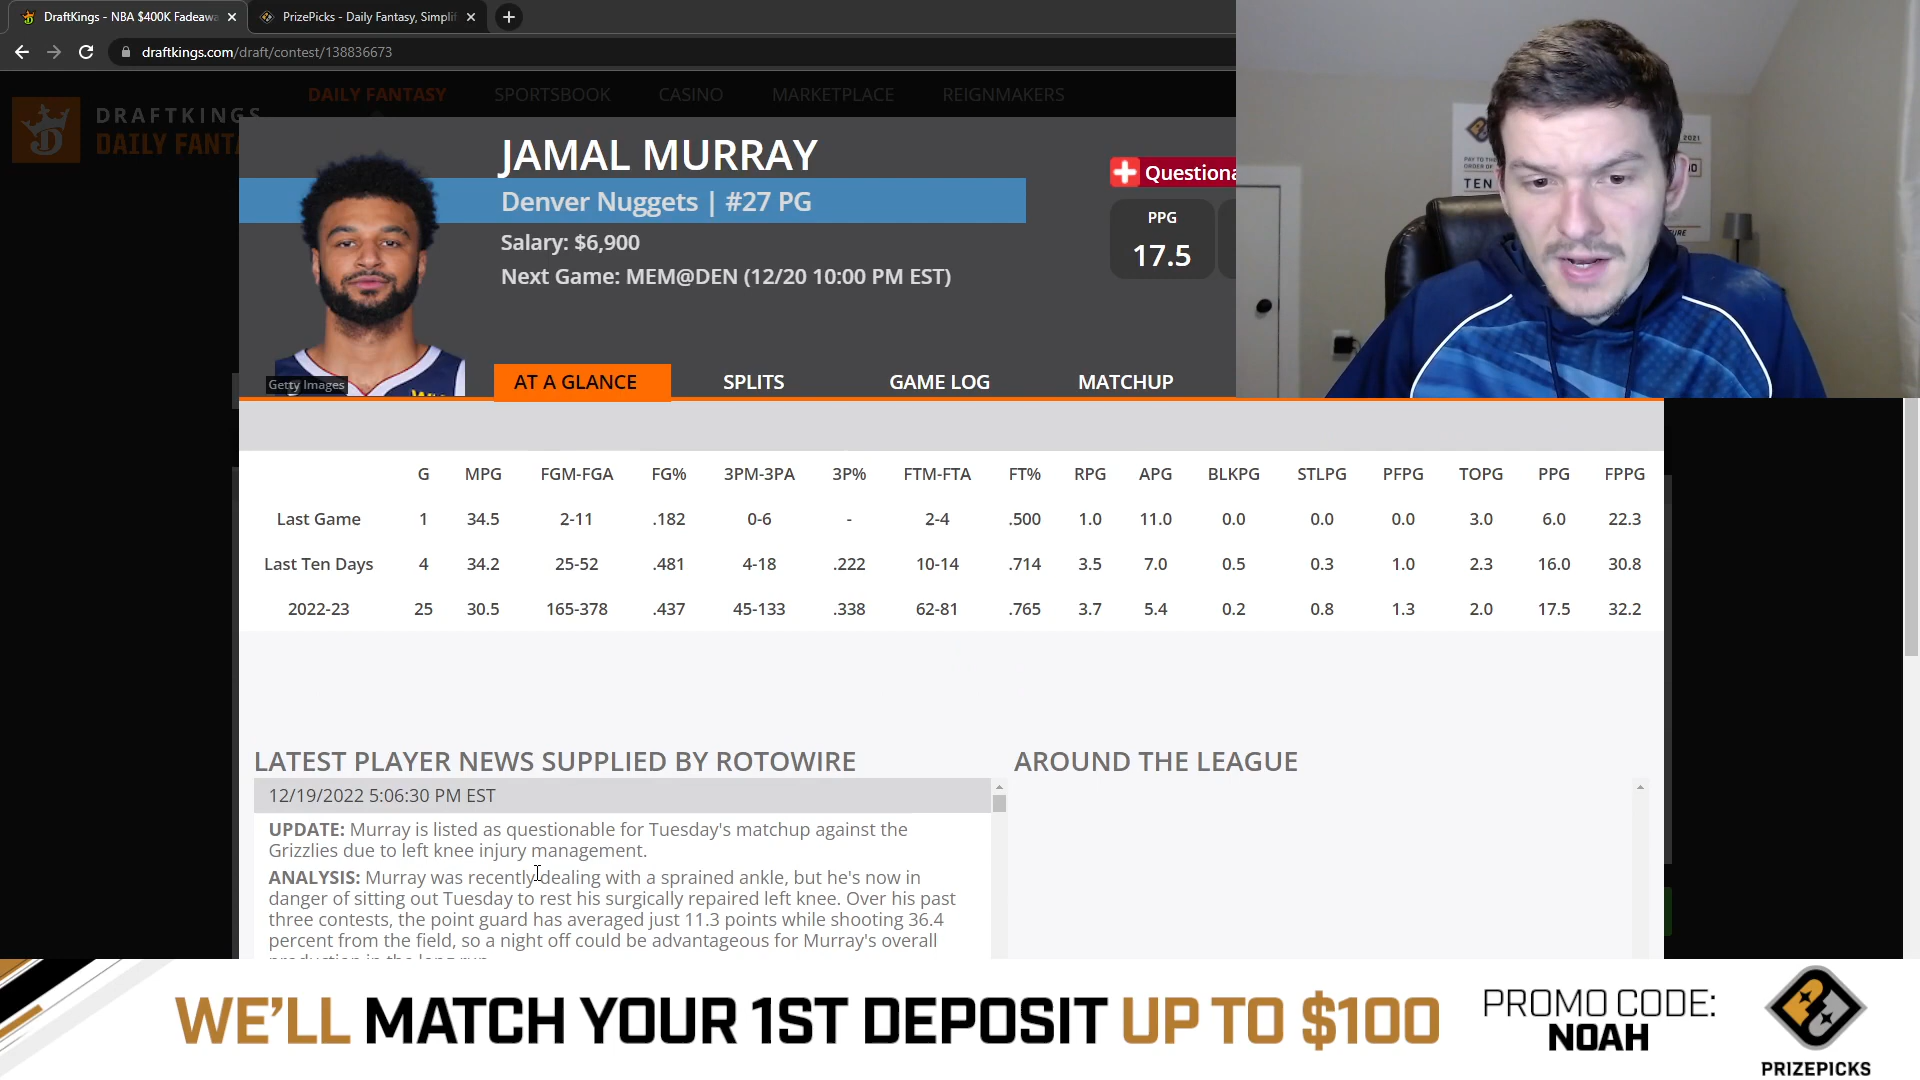 DraftKings - NBA $400K Fadeawa
PrizePicks - Daily Fantasy, Simplif
draftkings.com/draft/contest/138836673
DAILY FANTASY SPORTSBOOK CASINO MARKETPLACE REIGNMAKERS
DRAFTKINGS
DAILY FANTA
JAMAL MURRAY
Denver Nuggets | #27 PG
Salary: $6,900
Next Game: MEM@DEN (12/20 10:00 PM EST)
Questiona
PPG
17.5
Getty Images
AT A GLANCE SPLITS GAME LOG MATCHUP
G MPG FGM-FGA FG% 3PM-3PA 3P% FTM-FTA FT% RPG APG BLKPG STLPG PFPG TOPG PPG FPPG
Last Game 1 34.5 2-11 .182 0-6 - 2-4 .500 1.0 11.0 0.0 0.0 0.0 3.0 6.0 22.3
Last Ten Days 4 34.2 25-52 .481 4-18 .222 10-14 .714 3.5 7.0 0.5 0.3 1.0 2.3 16.0 30.8
2022-23 25 30.5 165-378 .437 45-133 .338 62-81 .765 3.7 5.4 0.2 0.8 1.3 2.0 17.5 32.2
LATEST PLAYER NEWS SUPPLIED BY ROTOWIRE
AROUND THE LEAGUE
12/19/2022 5:06:30 PM EST
UPDATE: Murray is listed as questionable for Tuesday's matchup against the
Grizzlies due to left knee injury management.
ANALYSIS: Murray was recently dealing with a sprained ankle, but he's now in
danger of sitting out Tuesday to rest his surgically repaired left knee. Over his past
three contests, the point guard has averaged just 11.3 points while shooting 36.4
percent from the field, so a night off could be advantageous for Murray's overall
production in the long run.
2021
PAY TO THE
ORDER OF
TEN
WE'LL MATCH YOUR 1ST DEPOSIT UP TO $100
PROMO CODE:
NOAH
PRIZEPICKS